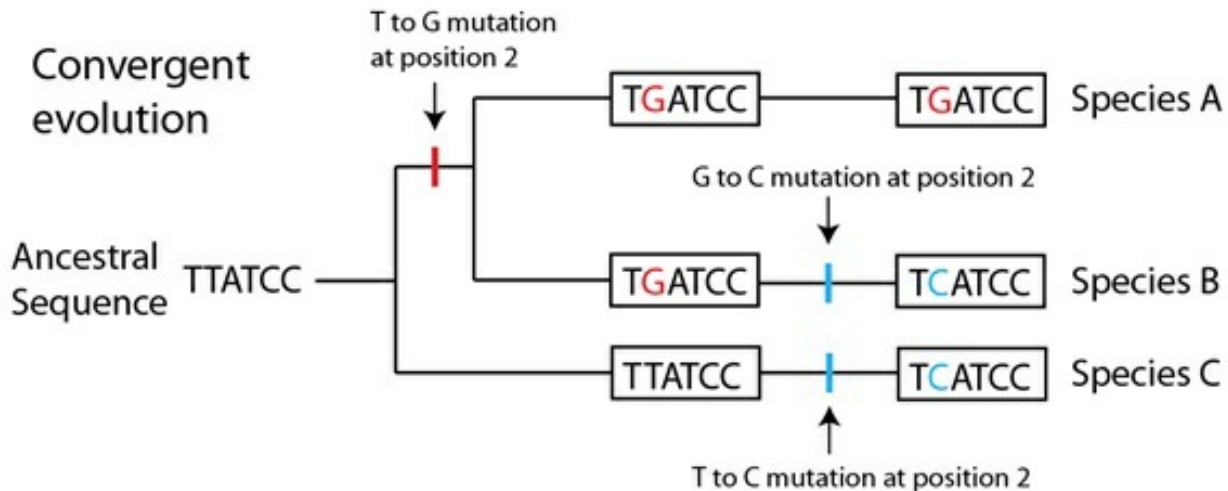 Convergent
evolution
T to G mutation
at position 2
TGATCC
TGATCC
Species A
G to C mutation at position 2
Ancestral
Sequence
TTATCC
TGATCC
TCATCC
Species B
TTATCC
TCATCC
Species C
T to C mutation at position 2